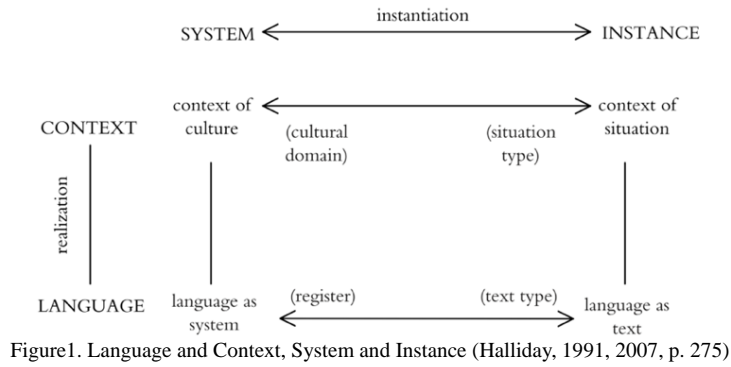 instantiation
SYSTEM INSTANCE
context of culture
context of situation
CONTEXT
(cultural domain)
(situation type)
realization
LANGUAGE
language as system
(register)
(text type)
language as text
Figure1. Language and Context, System and Instance (Halliday, 1991, 2007, p. 275)